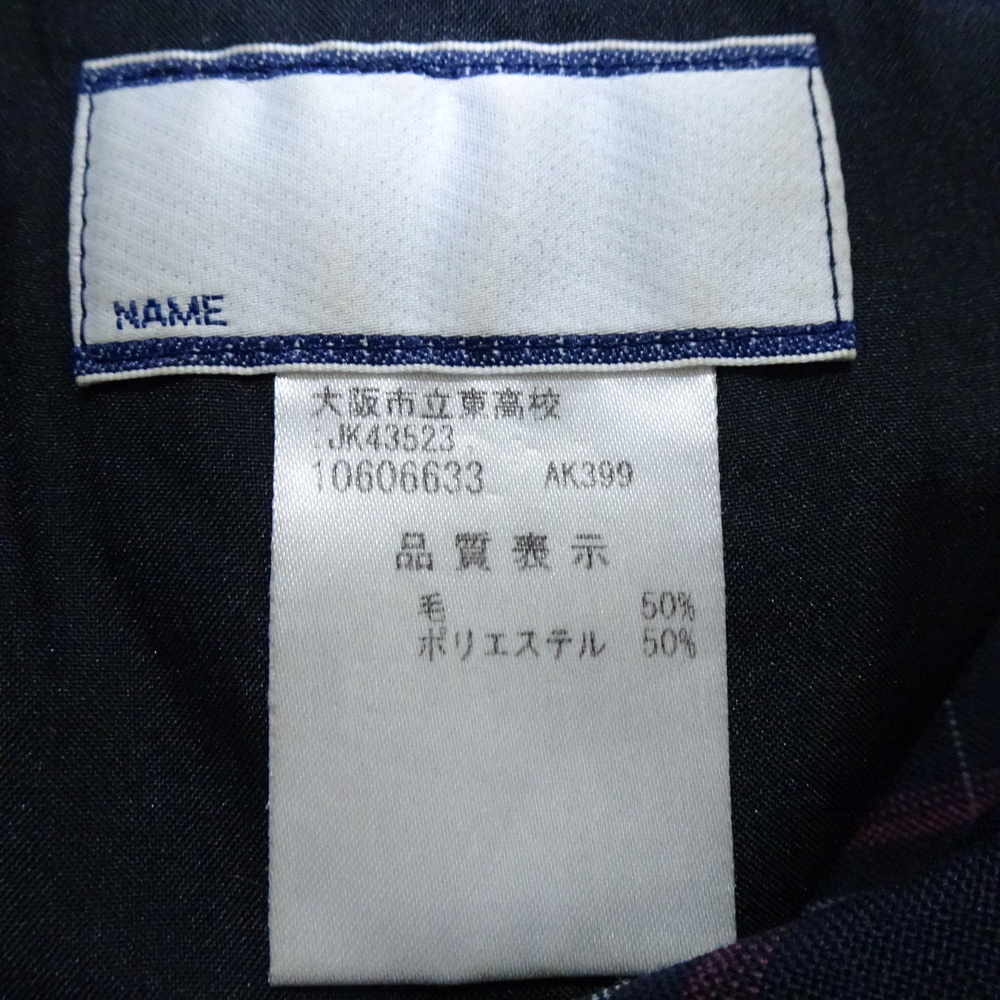 NAME
大阪市立東高校
JK43523
10606633 AK399
品質表示
毛 50%
ポリエステル 50%